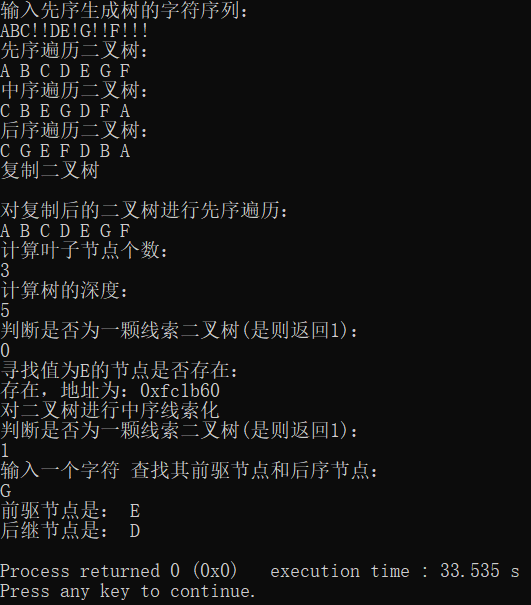 输入先序生成树的字符序列：
ABC!!DE!G!!F!!!
先序遍历二叉树：
A B C D E G F
中序遍历二叉树：
C B E G D F A
后序遍历二叉树：
C G E F D B A
复制二叉树
对复制后的二叉树进行先序遍历：
A B C D E G F
计算叶子节点个数：
3
计算树的深度：
5
判断是否为一颗线索二叉树(是则返回1)：
0
寻找值为E的节点是否存在：
存在，地址为：0xfc1b60
对二叉树进行中序线索化
判断是否为一颗线索二叉树(是则返回1)：
1
输入一个字符 查找其前驱节点和后序节点：
G
前驱节点是： E
后继节点是： D
Process returned 0 (0x0)   execution time : 33.535 s
Press any key to continue.